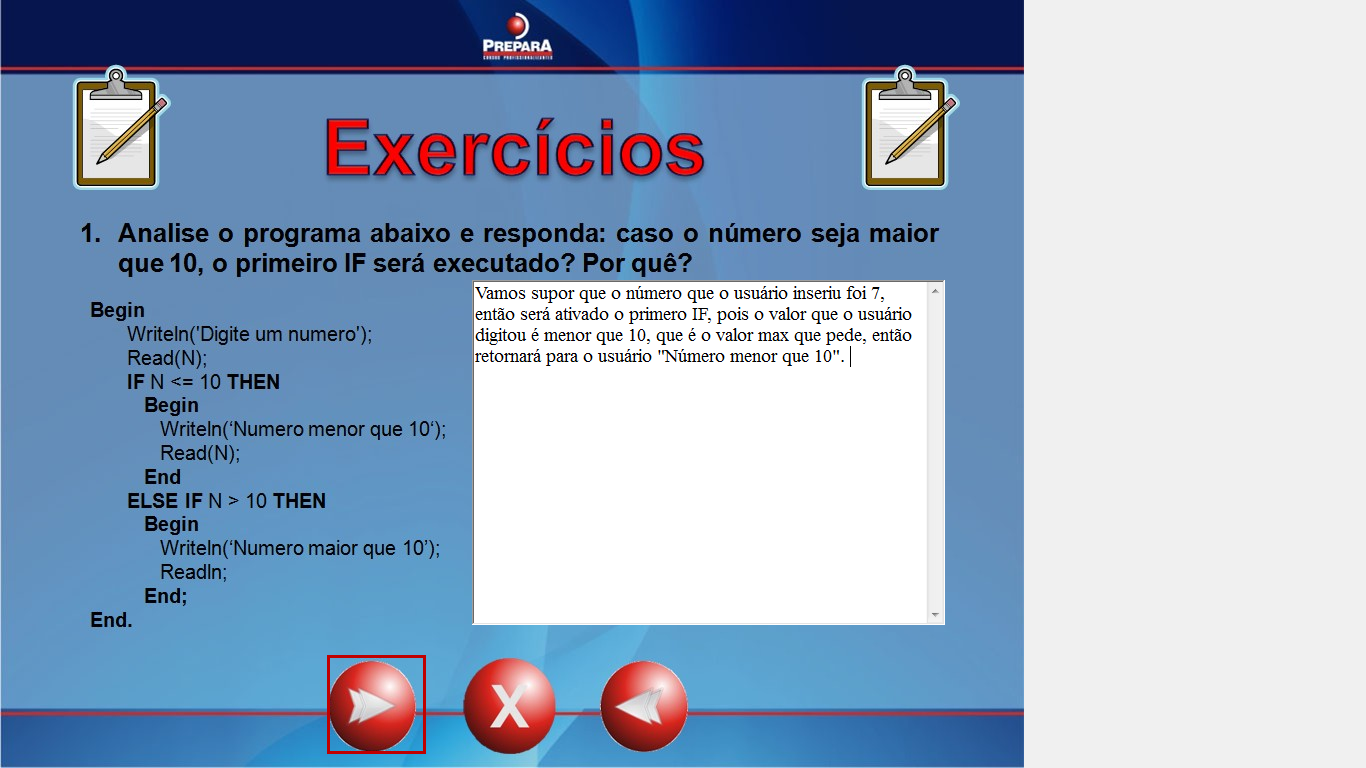 PREPARA
CURSOS PROFISSIONALIZANTES
Exercícios
1. Analise o programa abaixo e responda: caso o número seja maior
que 10, o primeiro IF será executado? Por quê?
Begin
Writeln('Digite um numero');
Read(N);
IF N <= 10 THEN
Begin
Writeln(‘Numero menor que 10‘);
Read(N);
End
ELSE IF N > 10 THEN
Begin
Writeln(‘Numero maior que 10’);
Readln;
End;
End.
Vamos supor que o número que o usuário inseriu foi 7,
então será ativado o primero IF, pois o valor que o usuário
digitou é menor que 10, que é o valor max que pede, então
retornará para o usuário "Número menor que 10".
X